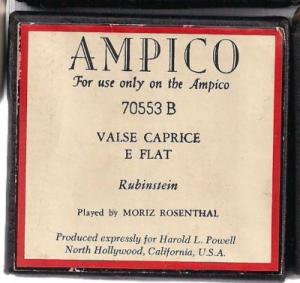 AMPICO
For use only on the Ampico
70553 B
VALSE CAPRICE
E FLAT
Rubinstein
Played by MORIZ ROSENTHAL
Produced expressly for Harold L. Powell
North Hollywood, California, U.S.A.